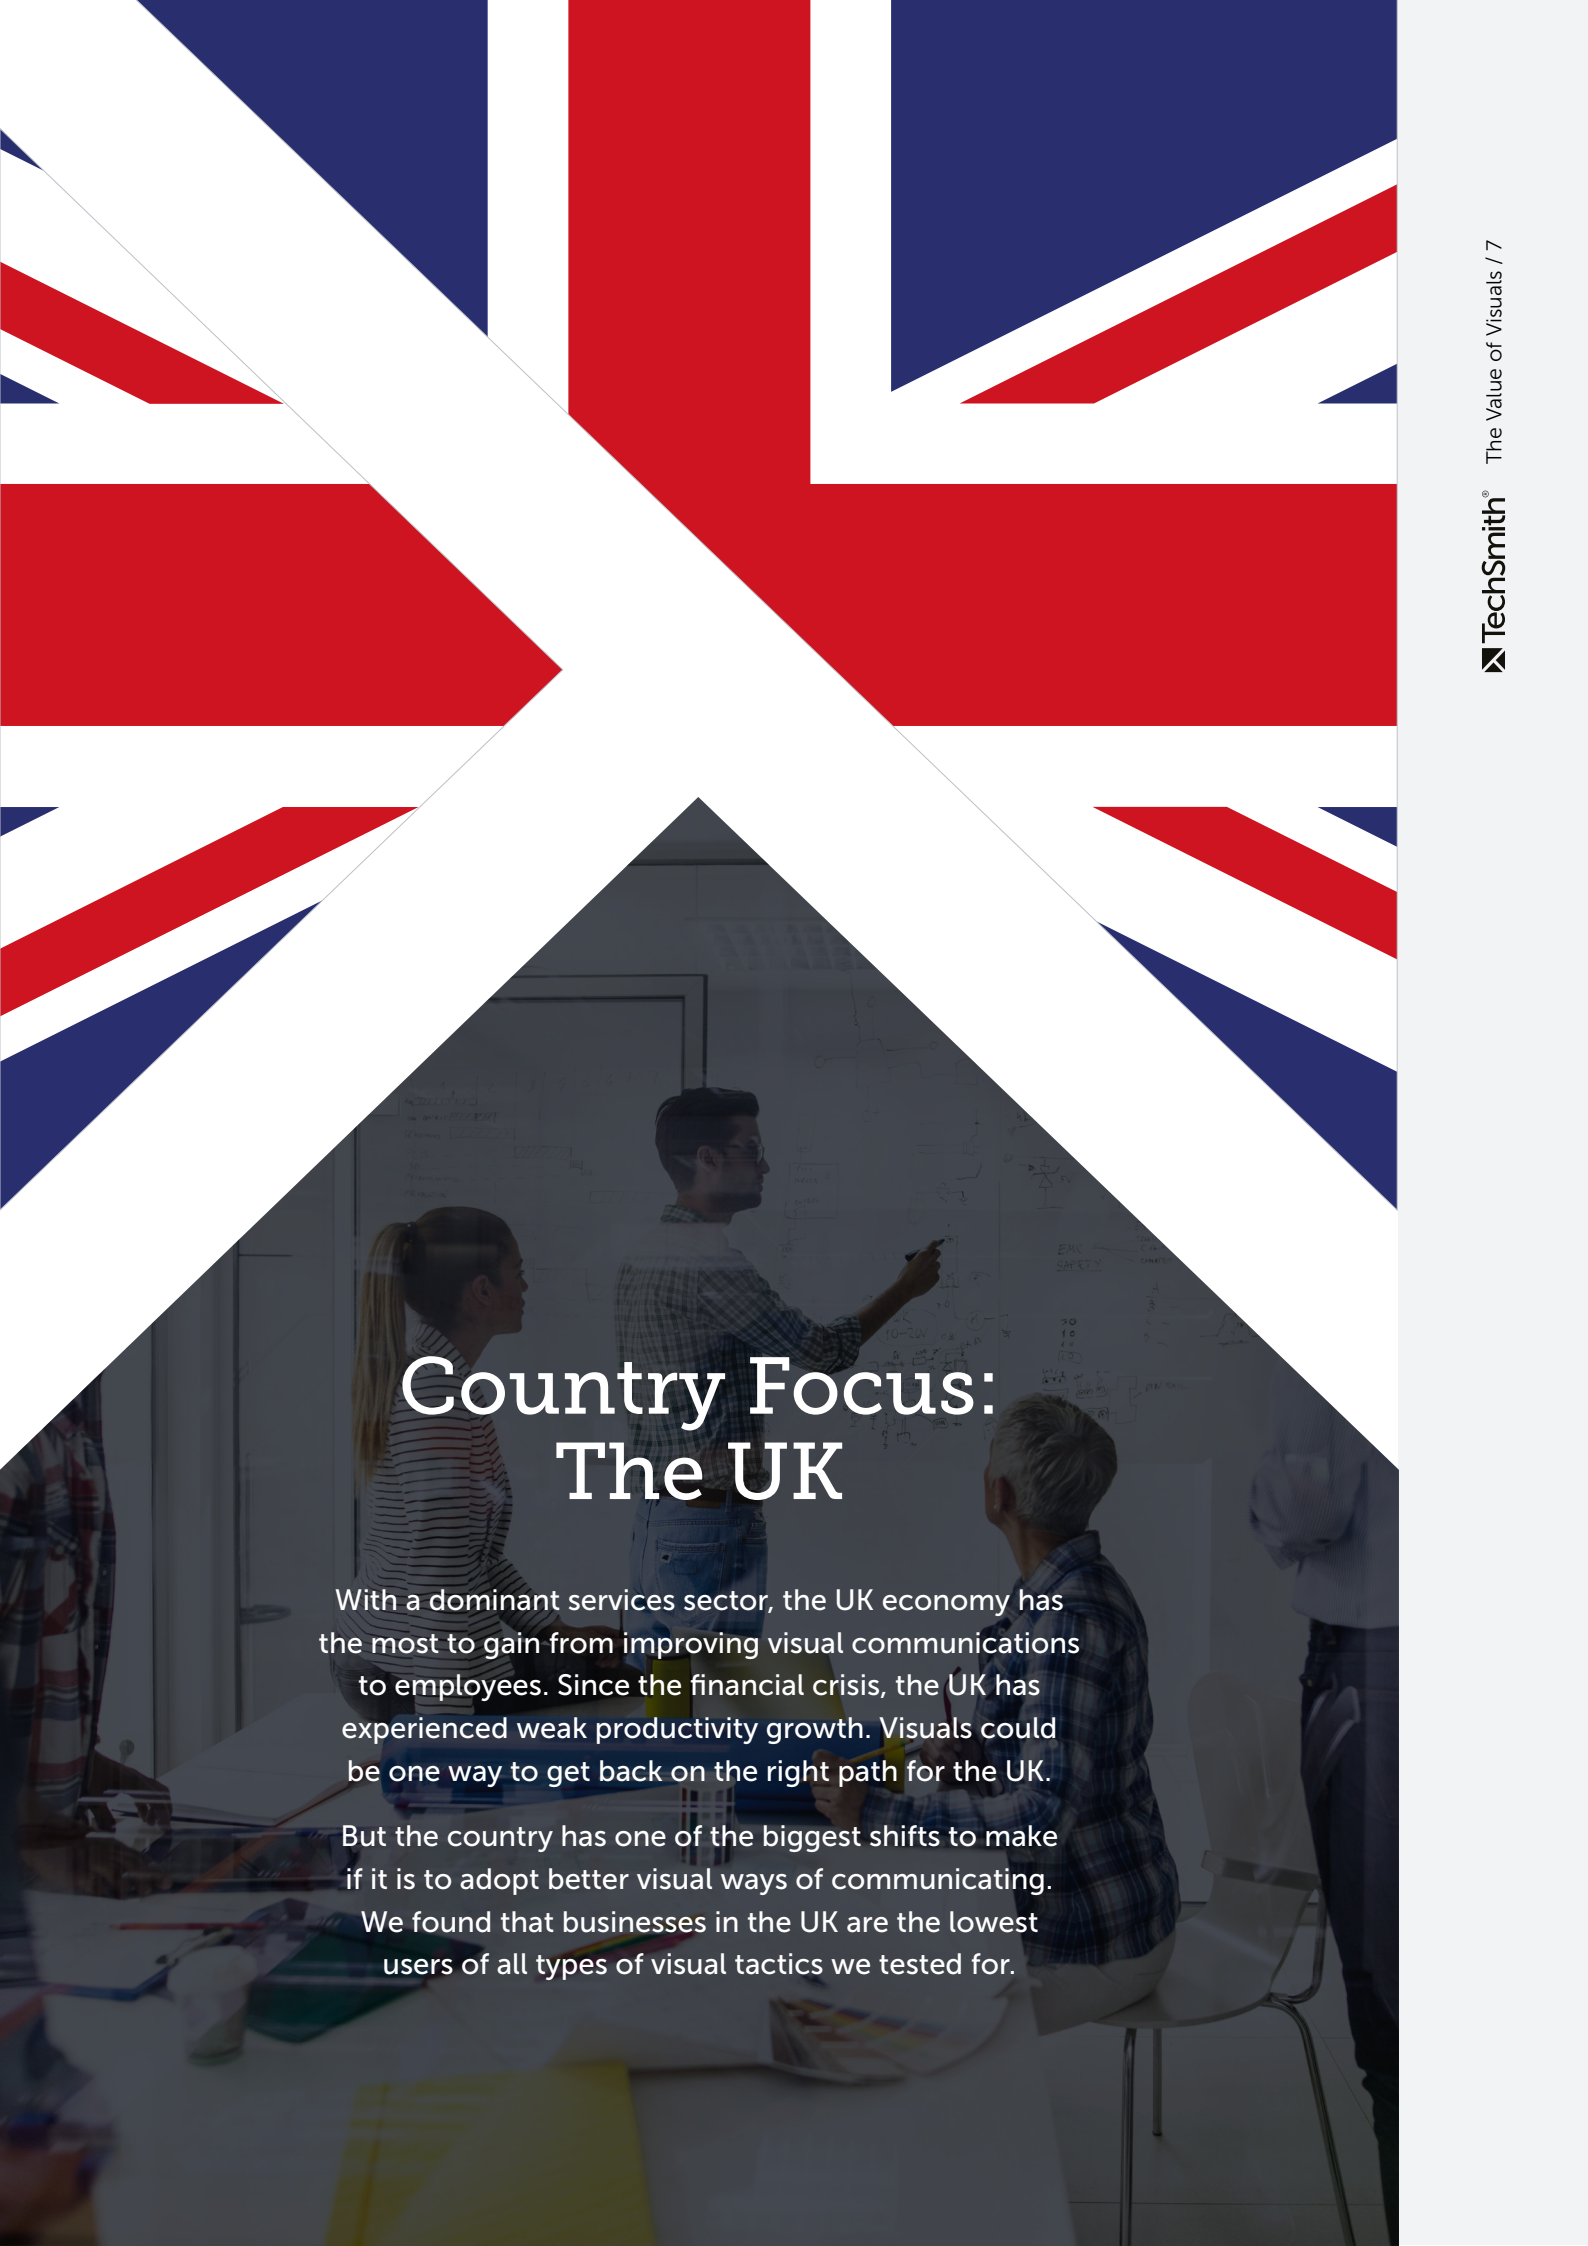 The Value of Visuals / 7
TechSmith®
Country Focus:
The UK
With a dominant services sector, the UK economy has
the most to gain from improving visual communications
to employees. Since the financial crisis, the UK has
experienced weak productivity growth. Visuals could
be one way to get back on the right path for the UK.
But the country has one of the biggest shifts to make
if it is to adopt better visual ways of communicating.
We found that businesses in the UK are the lowest
users of all types of visual tactics we tested for.